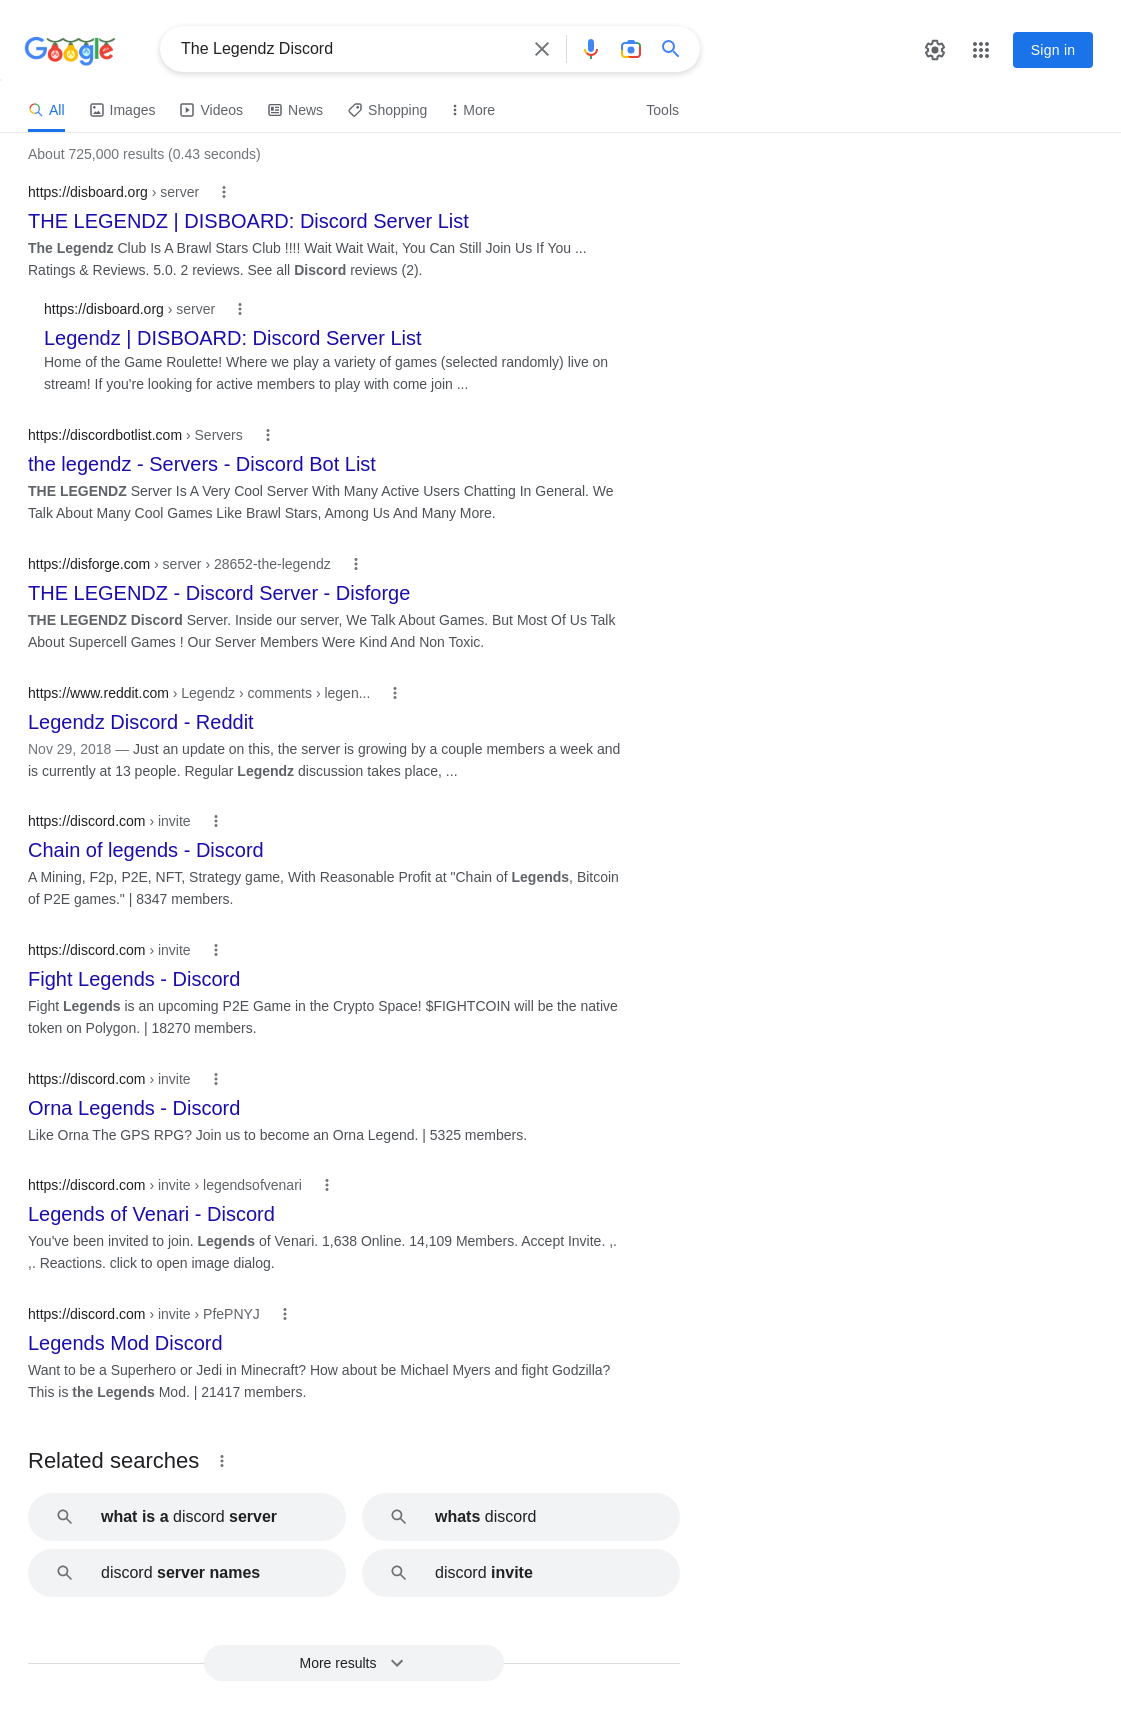 Google
The Legendz Discord
Sign in
All
Images
Videos
News
Shopping
More
Tools
About 725,000 results (0.43 seconds)
https://disboard.org › server
THE LEGENDZ | DISBOARD: Discord Server List
The Legendz Club Is A Brawl Stars Club !!!! Wait Wait Wait, You Can Still Join Us If You ...
Ratings & Reviews. 5.0. 2 reviews. See all Discord reviews (2).
https://disboard.org › server
Legendz | DISBOARD: Discord Server List
Home of the Game Roulette! Where we play a variety of games (selected randomly) live on
stream! If you're looking for active members to play with come join ...
https://discordbotlist.com › Servers
the legendz - Servers - Discord Bot List
THE LEGENDZ Server Is A Very Cool Server With Many Active Users Chatting In General. We
Talk About Many Cool Games Like Brawl Stars, Among Us And Many More.
https://disforge.com › server › 28652-the-legendz
THE LEGENDZ - Discord Server - Disforge
THE LEGENDZ Discord Server. Inside our server, We Talk About Games. But Most Of Us Talk
About Supercell Games ! Our Server Members Were Kind And Non Toxic.
https://www.reddit.com › Legendz › comments › legen...
Legendz Discord - Reddit
Nov 29, 2018 — Just an update on this, the server is growing by a couple members a week and
is currently at 13 people. Regular Legendz discussion takes place, ...
https://discord.com › invite
Chain of legends - Discord
A Mining, F2p, P2E, NFT, Strategy game, With Reasonable Profit at "Chain of Legends, Bitcoin
of P2E games." | 8347 members.
https://discord.com › invite
Fight Legends - Discord
Fight Legends is an upcoming P2E Game in the Crypto Space! $FIGHTCOIN will be the native
token on Polygon. | 18270 members.
https://discord.com › invite
Orna Legends - Discord
Like Orna The GPS RPG? Join us to become an Orna Legend. | 5325 members.
https://discord.com › invite › legendsofvenari
Legends of Venari - Discord
You've been invited to join. Legends of Venari. 1,638 Online. 14,109 Members. Accept Invite. ,.
,. Reactions. click to open image dialog.
https://discord.com › invite › PfePNYJ
Legends Mod Discord
Want to be a Superhero or Jedi in Minecraft? How about be Michael Myers and fight Godzilla?
This is the Legends Mod. | 21417 members.
Related searches
what is a discord server
whats discord
discord server names
discord invite
More results